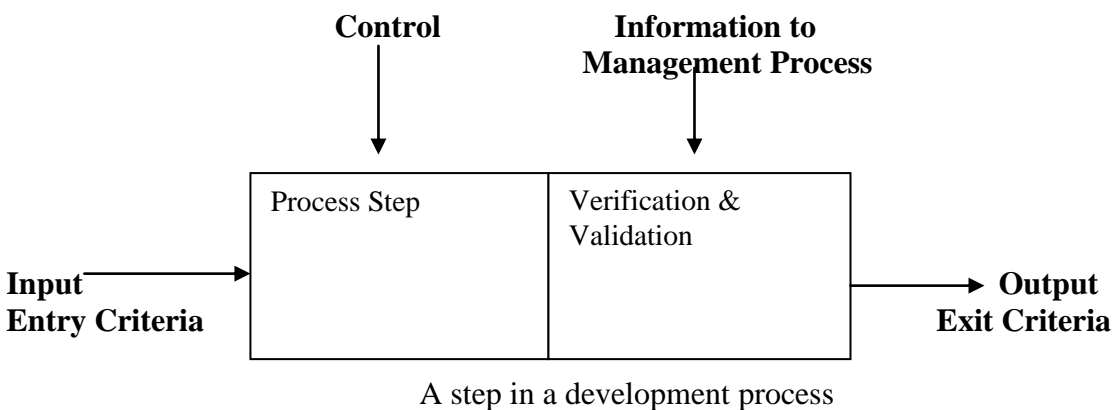 Control
Information to
Management Process
Process Step
Verification &
Validation
Input
Entry Criteria
Output
Exit Criteria
A step in a development process